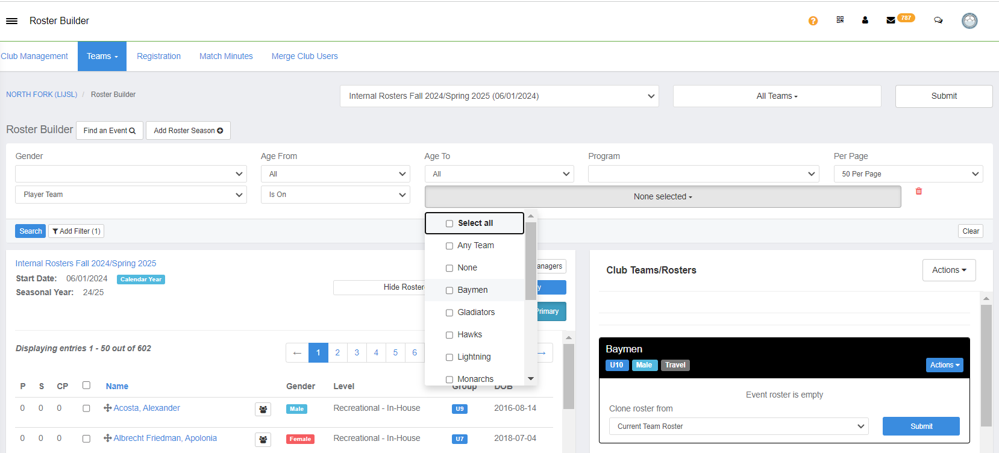 Roster Builder
787
Club Management
Teams
Registration
Match Minutes
Merge Club Users
NORTH FORK (LIJSL) / Roster Builder
Internal Rosters Fall 2024/Spring 2025 (06/01/2024)
All Teams
Submit
Roster Builder
Find an Event
Add Roster Season
Gender
Age From
Age To
Program
Per Page
All
All
50 Per Page
Player Team
Is On
None selected
Search
Add Filter (1)
Clear
Select all
Any Team
None
Baymen
Gladiators
Hawks
Lightning
Monarchs
Internal Rosters Fall 2024/Spring 2025
anagers
Start Date: 06/01/2024 Calendar Year
Seasonal Year: 24/25
Hide Roster
y
Primary
Displaying entries 1 - 50 out of 602
← 1 2 3 4 5 6 →
P S CP Name Gender Level Group DOB
0 0 0 Acosta, Alexander Male Recreational - In-House U9 2016-08-14
0 0 0 Albrecht Friedman, Apolonia Female Recreational - In-House U7 2018-07-04
Club Teams/Rosters
Actions
Baymen
U10 Male Travel
Actions
Event roster is empty
Clone roster from
Current Team Roster
Submit